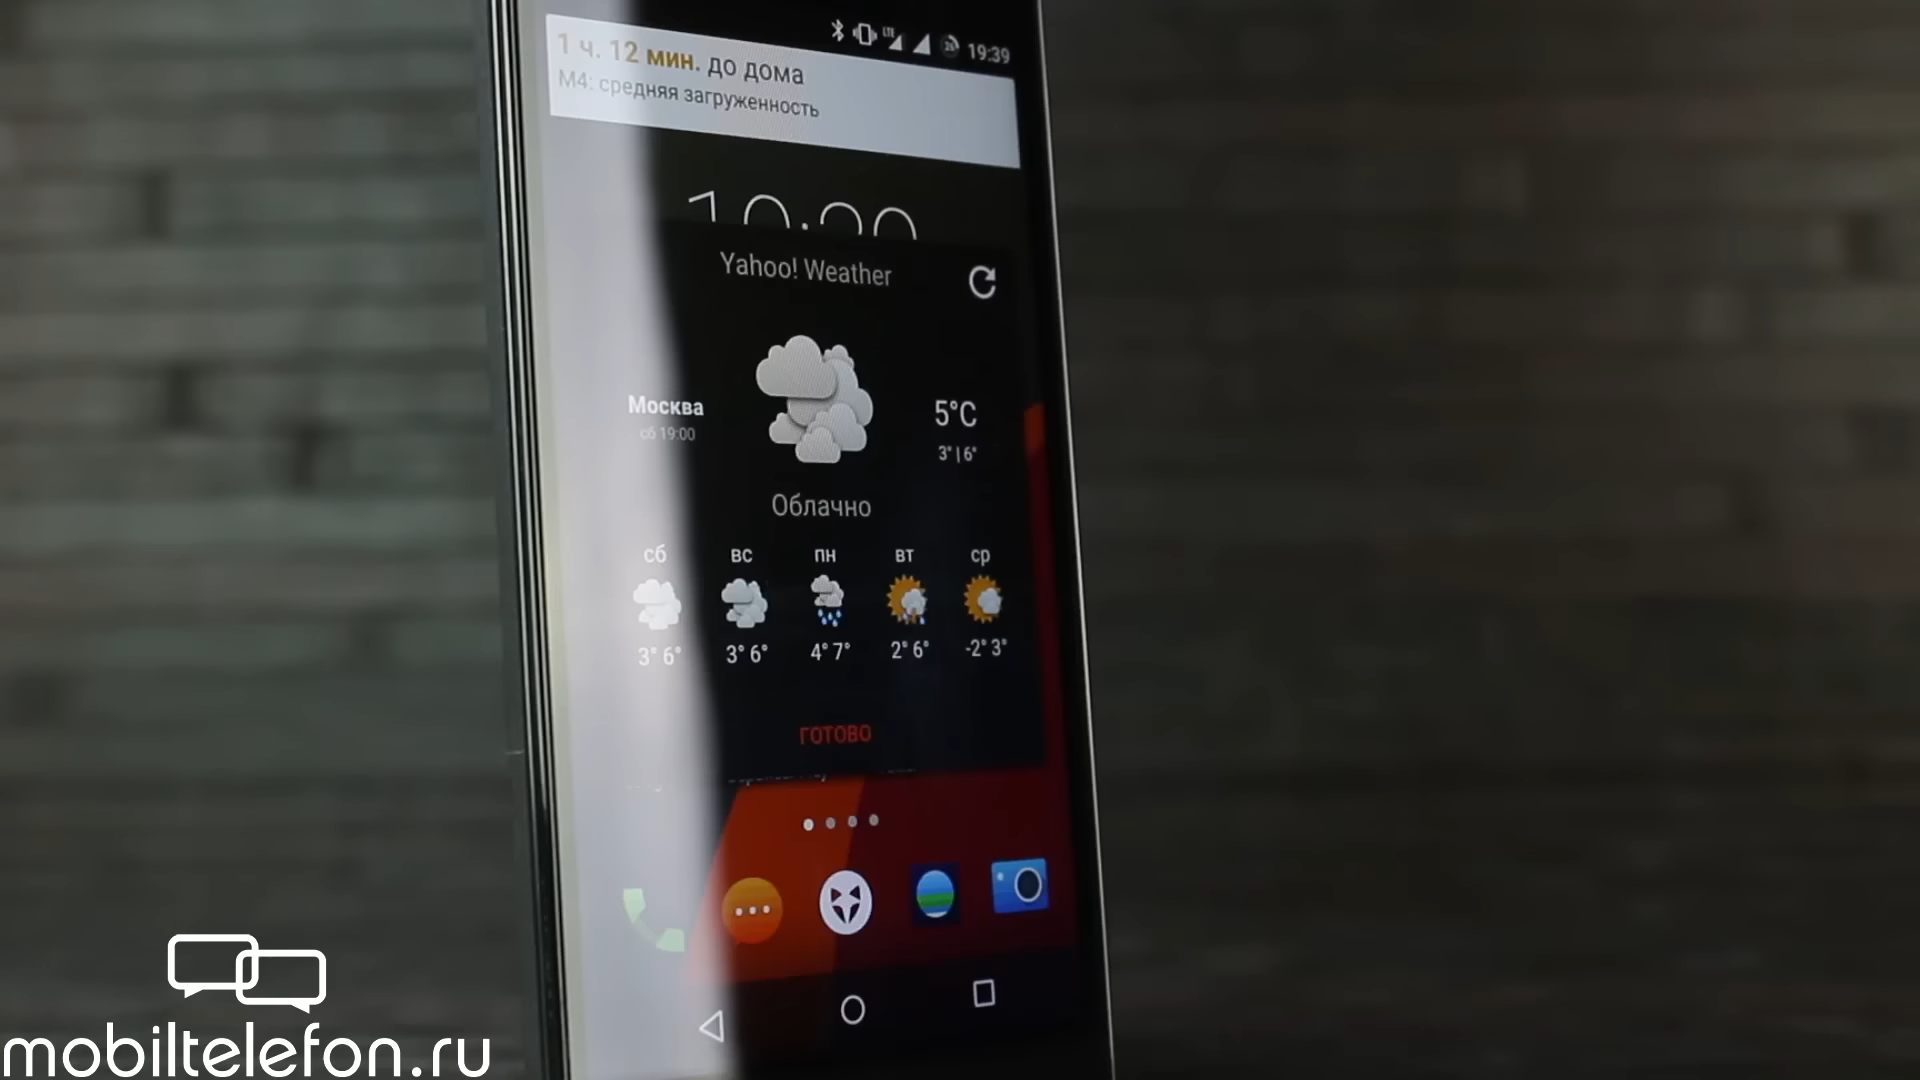 19:39
1 ч. 12 мин. до дома
М4: средняя загруженность
Yahoo! Weather
Москва
сб 19:00
5°C
3° | 6°
Облачно
сб вс пн вт ср
3° 6° 3° 6° 4° 7° 2° 6° -2° 3°
ГОТОВО
mobiltelefon.ru